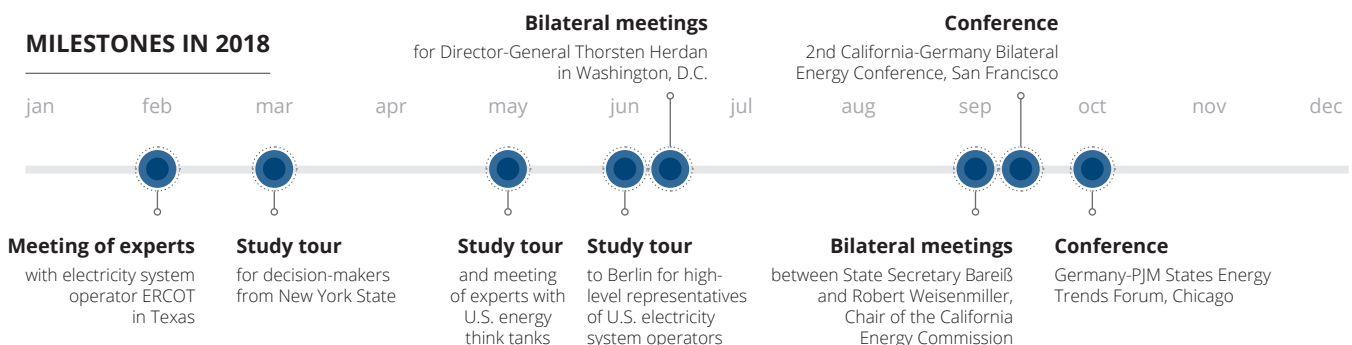 MILESTONES IN 2018
Bilateral meetings
for Director-General Thorsten Herdan
in Washington, D.C.
Conference
2nd California-Germany Bilateral
Energy Conference, San Francisco
jan feb mar apr may jun jul aug sep oct nov dec
Meeting of experts
with electricity system
operator ERCOT
in Texas
Study tour
for decision-makers
from New York State
Study tour
and meeting
of experts with
U.S. energy
think tanks
Study tour
to Berlin for high-
level representatives
of U.S. electricity
system operators
Bilateral meetings
between State Secretary Bareiß
and Robert Weisenmiller,
Chair of the California
Energy Commission
Conference
Germany-PJM States Energy
Trends Forum, Chicago